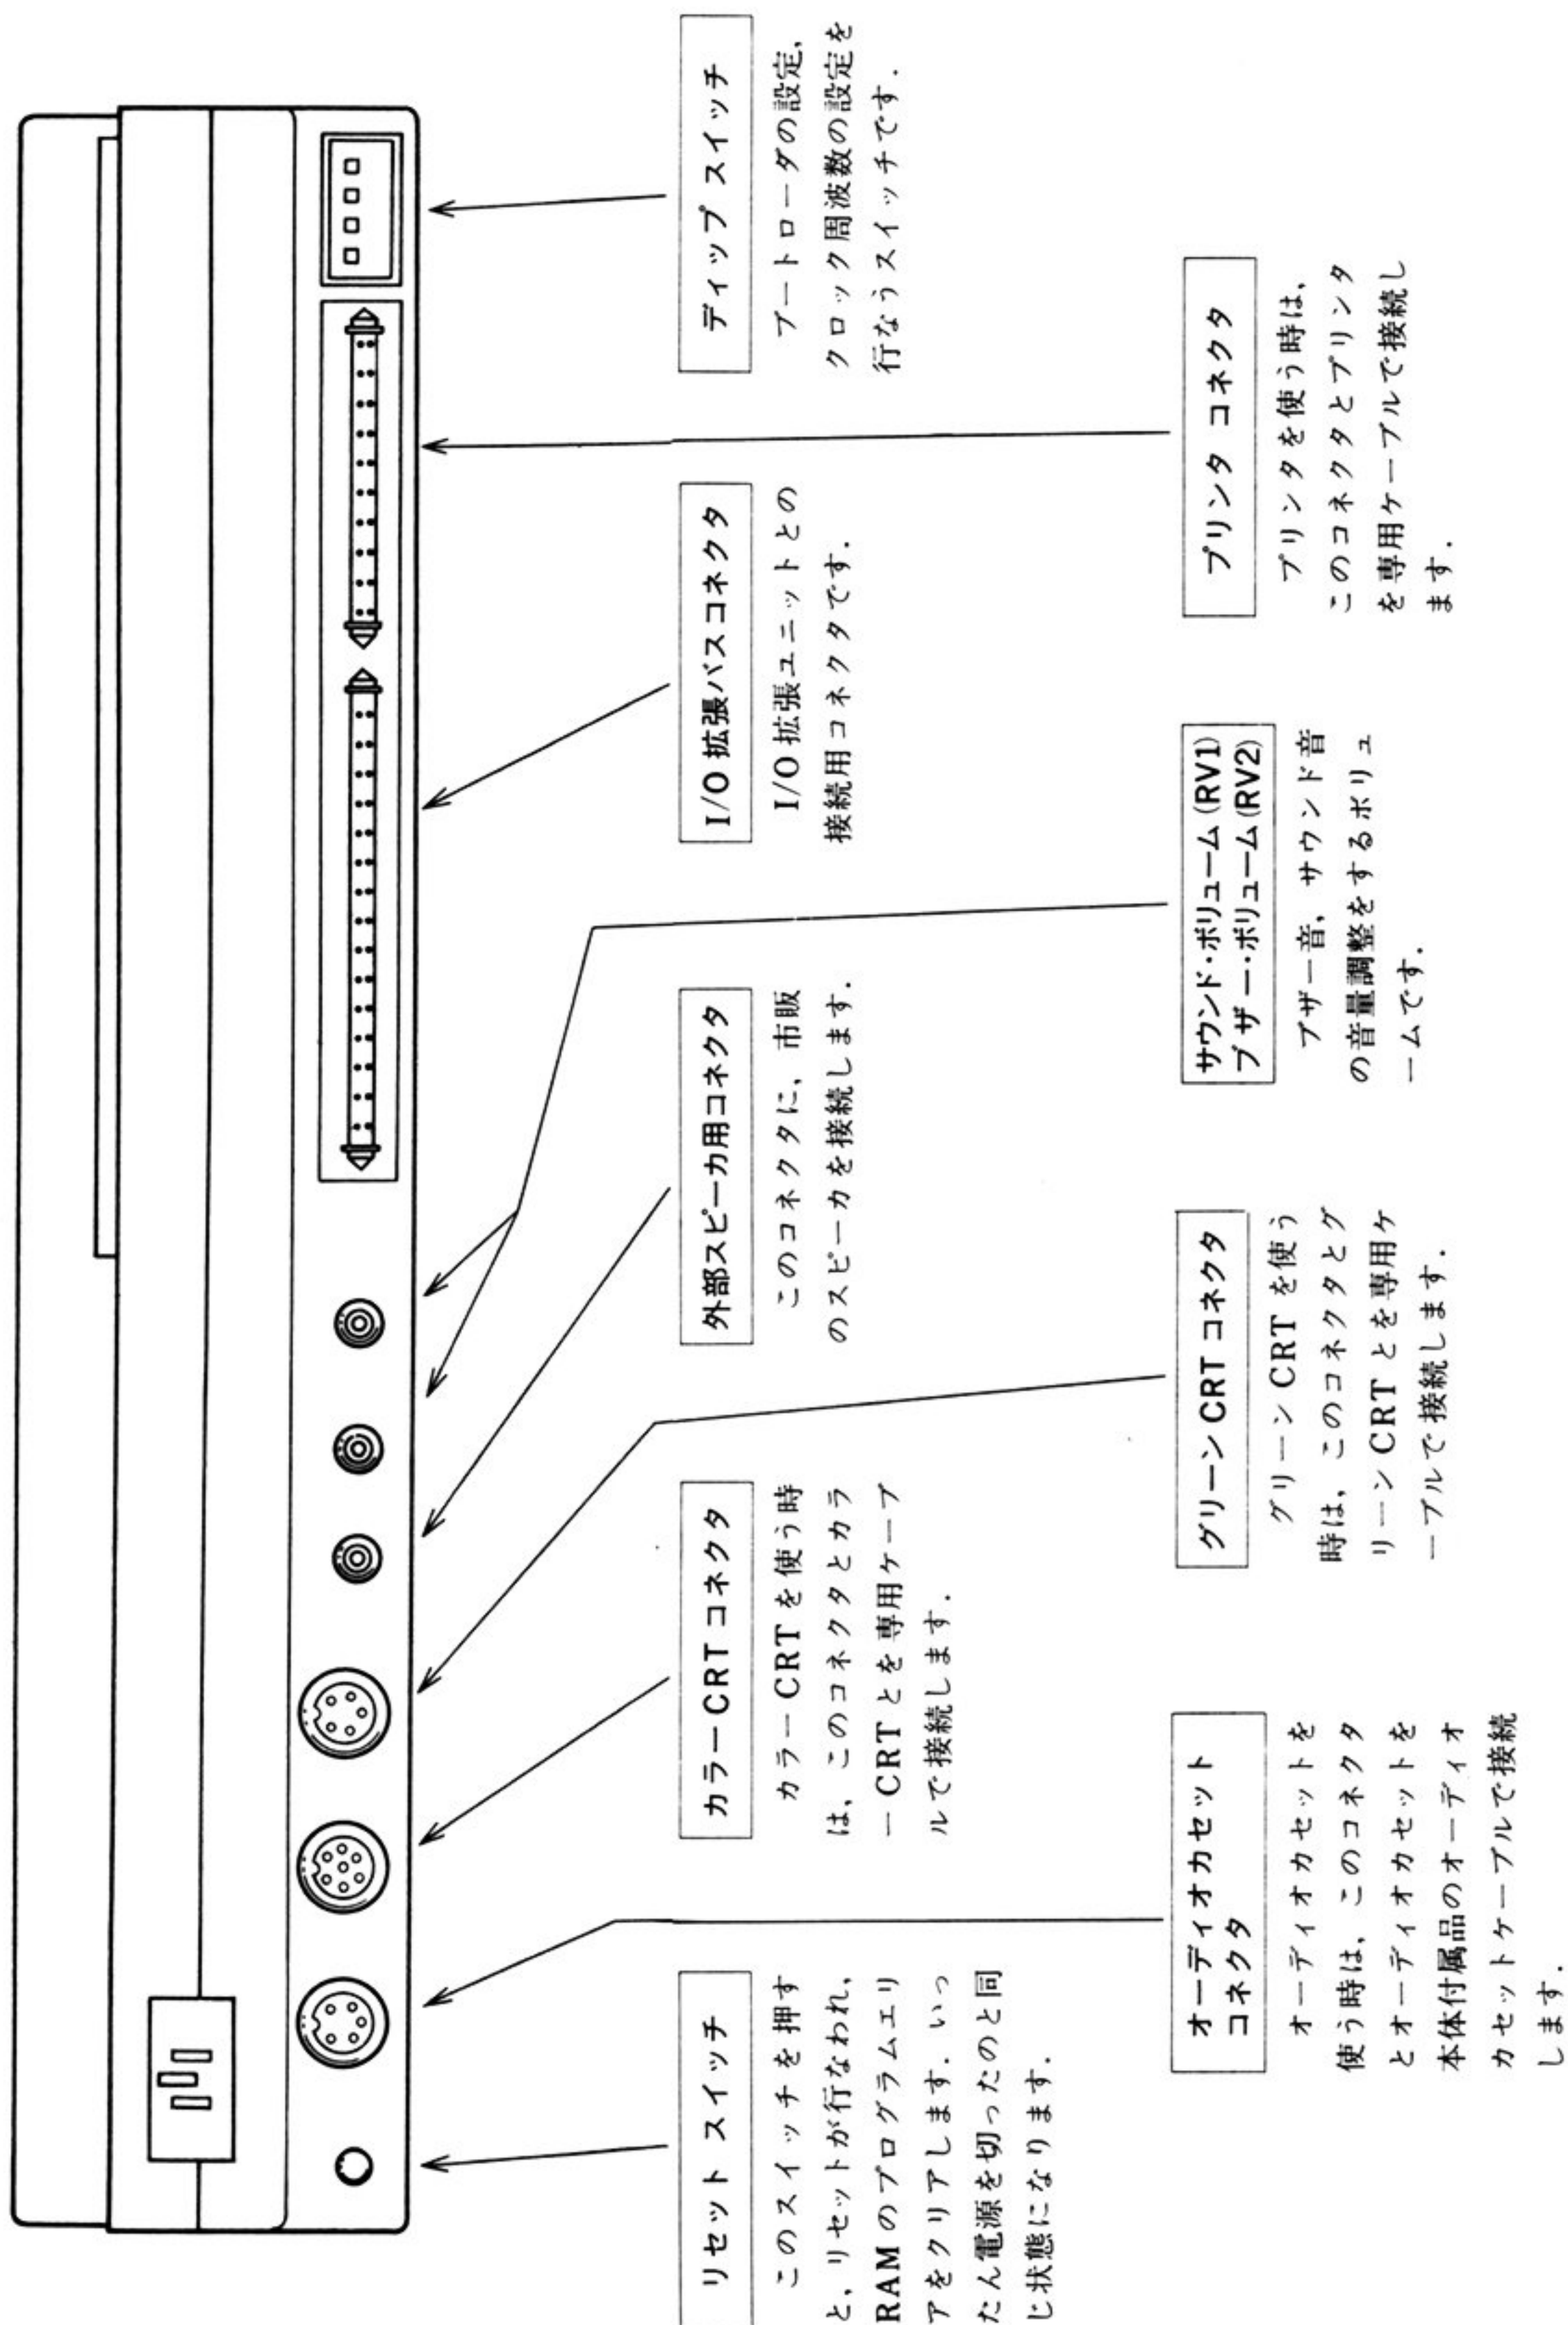 リセット スイッチ
このスイッチを押す
と、リセットが行なわれ、
RAM のプログラムエリ
アをクリアします．いっ
たん電源を切ったのと同
じ状態になります．
カラーCRT コネクタ
カラーCRT を使う時
は、このコネクタとカラ
ーCRT とを専用ケーブ
ルで接続します．
外部スピーカ用コネクタ
このコネクタに、市販
のスピーカを接続します．
I/O 拡張バスコネクタ
I/O 拡張ユニットとの
接続用コネクタです．
ディップ スイッチ
ブートローダの設定，
クロック周波数の設定を
行なうスイッチです．
オーディオカセット
コネクタ
オーディオカセットを
使う時は、このコネクタ
とオーディオカセットを
本体付属品のオーディオ
カセットケーブルで接続
します．
グリーン CRT コネクタ
グリーン CRT を使う
時は、このコネクタとグ
リーン CRT とを専用ケ
ーブルで接続します．
サウンド・ボリューム(RV1)
ブザー・ボリューム(RV2)
ブザー音、サウンド音
の音量調整をするボリュ
ームです．
プリンタ コネクタ
プリンタを使う時は、
このコネクタとプリンタ
を専用ケーブルで接続し
ます．